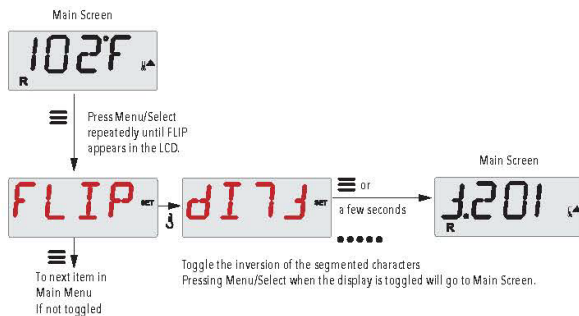 Main Screen
102°F
R
Press Menu/Select
repeatedly until FLIP
appears in the LCD.
Main Screen
FLIP SET
dI7Ⅎ SET
or
a few seconds
3.201
R
To next item in
Main Menu
If not toggled
Toggle the inversion of the segmented characters
Pressing Menu/Select when the display is toggled will go to Main Screen.